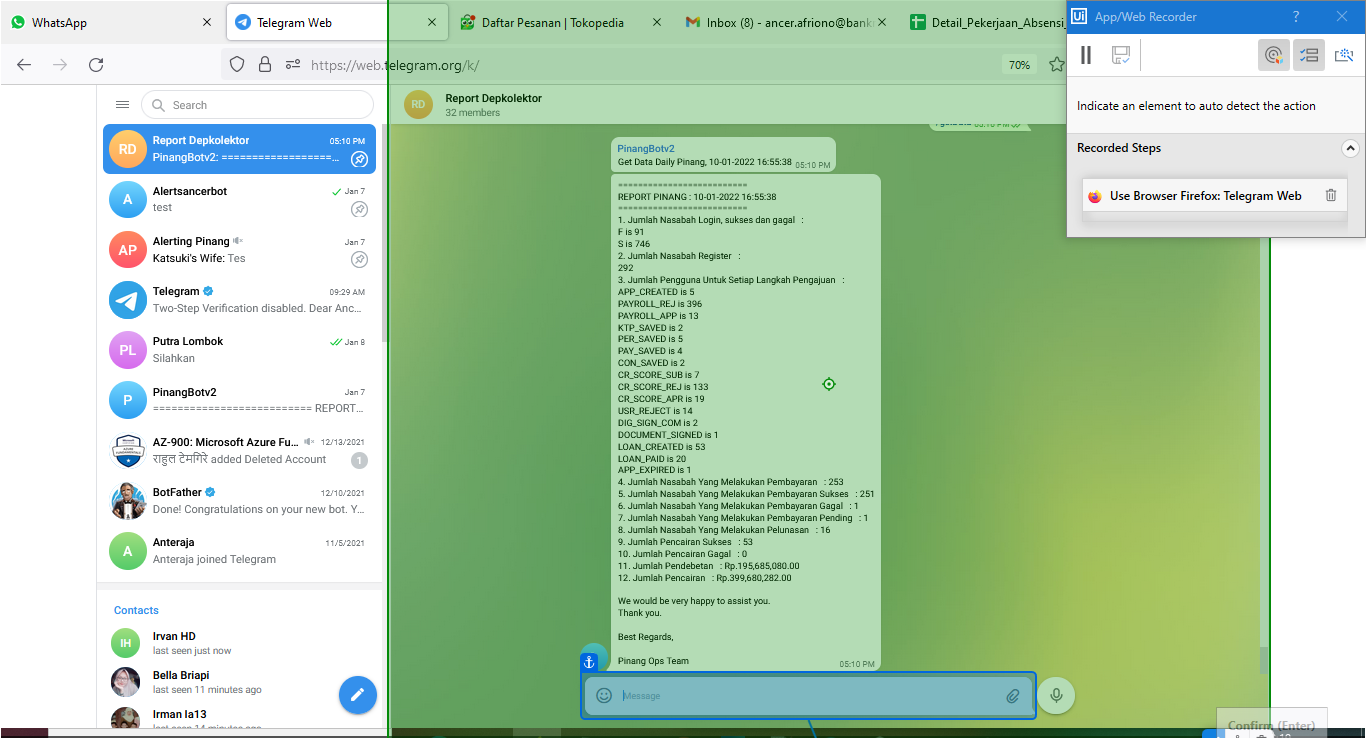 WhatsApp
Telegram Web
Daftar Pesanan | Tokopedia
Inbox (8) - ancer.afriono@bank
Detail_Pekerjaan_Absensi_
App/Web Recorder
https://web.telegram.org/k/
70%
Indicate an element to auto detect the action
Recorded Steps
Use Browser Firefox: Telegram Web
Search
RD
Report Depkolektor
05:10 PM
PinangBotv2: ==================...
A
Alertsancerbot
Jan 7
test
AP
Alerting Pinang
Jan 7
Katsuki's Wife: Tes
Telegram
09:29 AM
Two-Step Verification disabled. Dear Anc...
PL
Putra Lombok
Jan 8
Silahkan
P
PinangBotv2
Jan 7
========================== REPORT...
AZ-900: Microsoft Azure Fu...
12/13/2021
राहुल टेमगिरे added Deleted Account
1
BotFather
12/10/2021
Done! Congratulations on your new bot. Y...
A
Anteraja
11/5/2021
Anteraja joined Telegram
Contacts
IH
Irvan HD
last seen just now
Bella Briapi
last seen 11 minutes ago
Irman Ia13
last seen 14 minutes ago
RD
Report Depkolektor
32 members
05:10 PM
PinangBotv2
Get Data Daily Pinang, 10-01-2022 16:55:38
05:10 PM
==========================
REPORT PINANG : 10-01-2022 16:55:38
==========================
1. Jumlah Nasabah Login, sukses dan gagal :
F is 91
S is 746
2. Jumlah Nasabah Register :
292
3. Jumlah Pengguna Untuk Setiap Langkah Pengajuan :
APP_CREATED is 5
PAYROLL_REJ is 396
PAYROLL_APP is 13
KTP_SAVED is 2
PER_SAVED is 5
PAY_SAVED is 4
CON_SAVED is 2
CR_SCORE_SUB is 7
CR_SCORE_REJ is 133
CR_SCORE_APR is 19
USR_REJECT is 14
DIG_SIGN_COM is 2
DOCUMENT_SIGNED is 1
LOAN_CREATED is 53
LOAN_PAID is 20
APP_EXPIRED is 1
4. Jumlah Nasabah Yang Melakukan Pembayaran : 253
5. Jumlah Nasabah Yang Melakukan Pembayaran Sukses : 251
6. Jumlah Nasabah Yang Melakukan Pembayaran Gagal : 1
7. Jumlah Nasabah Yang Melakukan Pembayaran Pending : 1
8. Jumlah Nasabah Yang Melakukan Pelunasan : 16
9. Jumlah Pencairan Sukses : 53
10. Jumlah Pencairan Gagal : 0
11. Jumlah Pendebetan : Rp.195,685,080.00
12. Jumlah Pencairan : Rp.399,680,282.00
We would be very happy to assist you.
Thank you.
Best Regards,
Pinang Ops Team
05:10 PM
Message
Confirm (Enter)